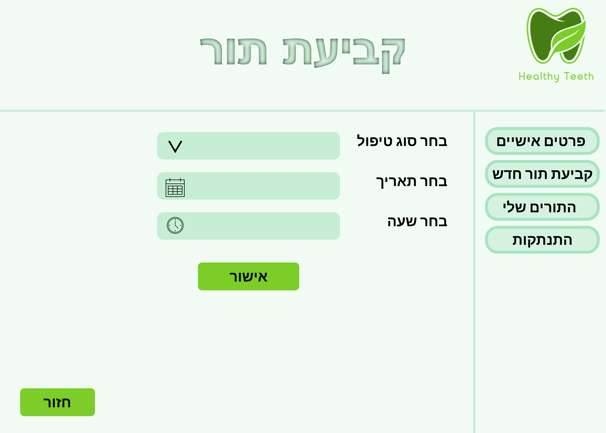 קביעת תור
Healthy Teeth
פרטים אישיים
קביעת תור חדש
התורים שלי
התנתקות
בחר סוג טיפול
בחר תאריך
בחר שעה
אישור
חזור